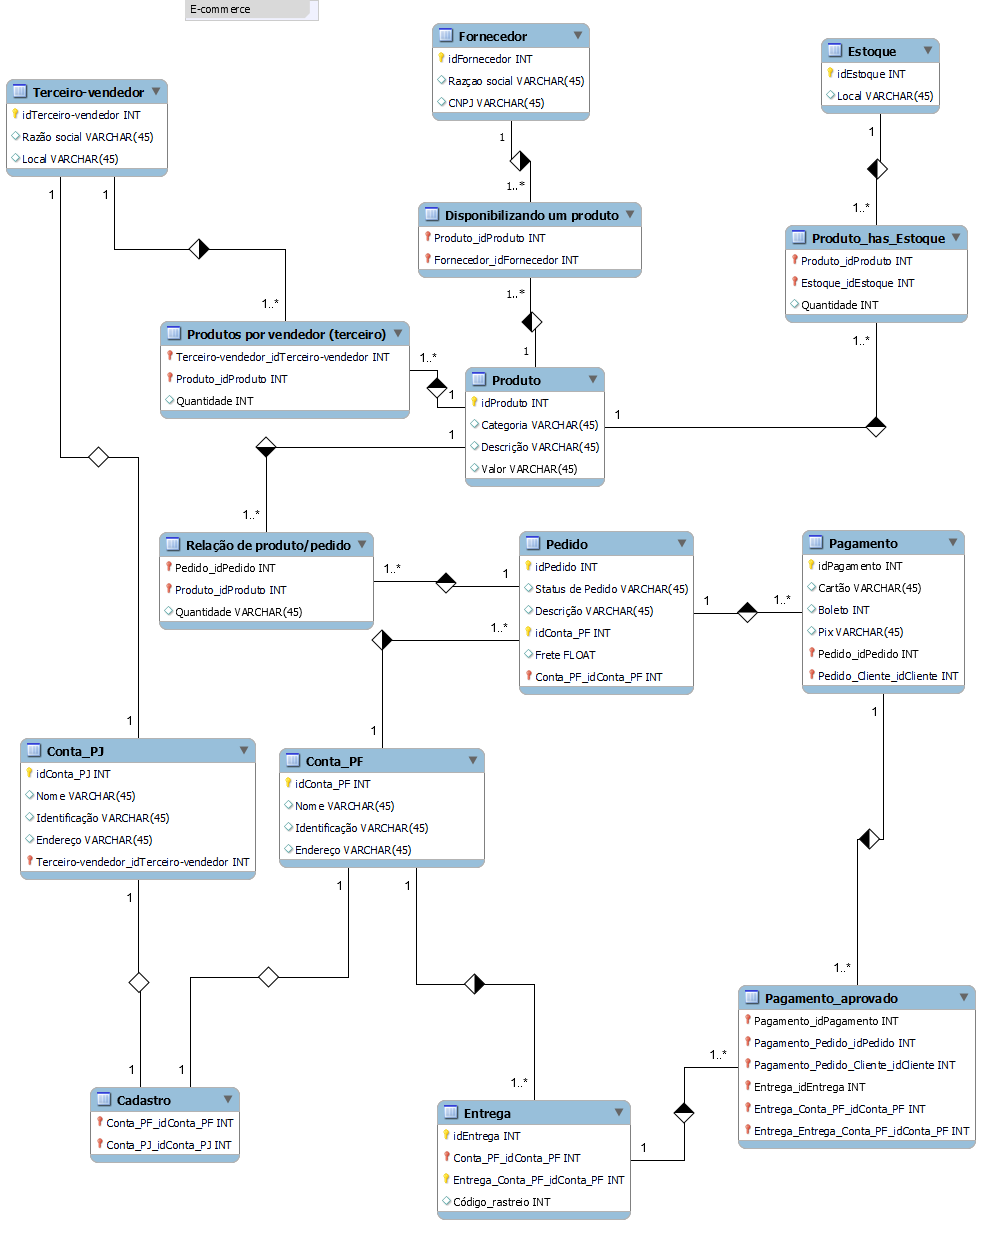 E-commerce
Fornecedor
idFornecedor INT
Razçao social VARCHAR(45)
CNPJ VARCHAR(45)
Estoque
idEstoque INT
Local VARCHAR(45)
Terceiro-vendedor
idTerceiro-vendedor INT
Razão social VARCHAR(45)
Local VARCHAR(45)
1
1
1
1..*
1
1..*
Disponibilizando um produto
Produto_idProduto INT
Fornecedor_idFornecedor INT
Produto_has_Estoque
Produto_idProduto INT
Estoque_idEstoque INT
Quantidade INT
1..*
1..*
1
1..*
Produtos por vendedor (terceiro)
Terceiro-vendedor_idTerceiro-vendedor INT
Produto_idProduto INT
Quantidade INT
1..*
1
Produto
idProduto INT
Categoria VARCHAR(45)
Descrição VARCHAR(45)
Valor VARCHAR(45)
1
1
1..*
Relação de produto/pedido
Pedido_idPedido INT
Produto_idProduto INT
Quantidade VARCHAR(45)
1..*
1
Pedido
idPedido INT
Status de Pedido VARCHAR(45)
Descrição VARCHAR(45)
idConta_PF INT
Frete FLOAT
Conta_PF_idConta_PF INT
1
1..*
Pagamento
idPagamento INT
Cartão VARCHAR(45)
Boleto INT
Pix VARCHAR(45)
Pedido_idPedido INT
Pedido_Cliente_idCliente INT
1..*
1
1
1
Conta_PJ
idConta_PJ INT
Nome VARCHAR(45)
Identificação VARCHAR(45)
Endereço VARCHAR(45)
Terceiro-vendedor_idTerceiro-vendedor INT
Conta_PF
idConta_PF INT
Nome VARCHAR(45)
Identificação VARCHAR(45)
Endereço VARCHAR(45)
1
1
1
1..*
Pagamento_aprovado
Pagamento_idPagamento INT
Pagamento_Pedido_idPedido INT
Pagamento_Pedido_Cliente_idCliente INT
Entrega_idEntrega INT
Entrega_Conta_PF_idConta_PF INT
Entrega_Entrega_Conta_PF_idConta_PF INT
1..*
1
1
1..*
Cadastro
Conta_PF_idConta_PF INT
Conta_PJ_idConta_PJ INT
Entrega
idEntrega INT
Conta_PF_idConta_PF INT
Entrega_Conta_PF_idConta_PF INT
Código_rastreio INT
1